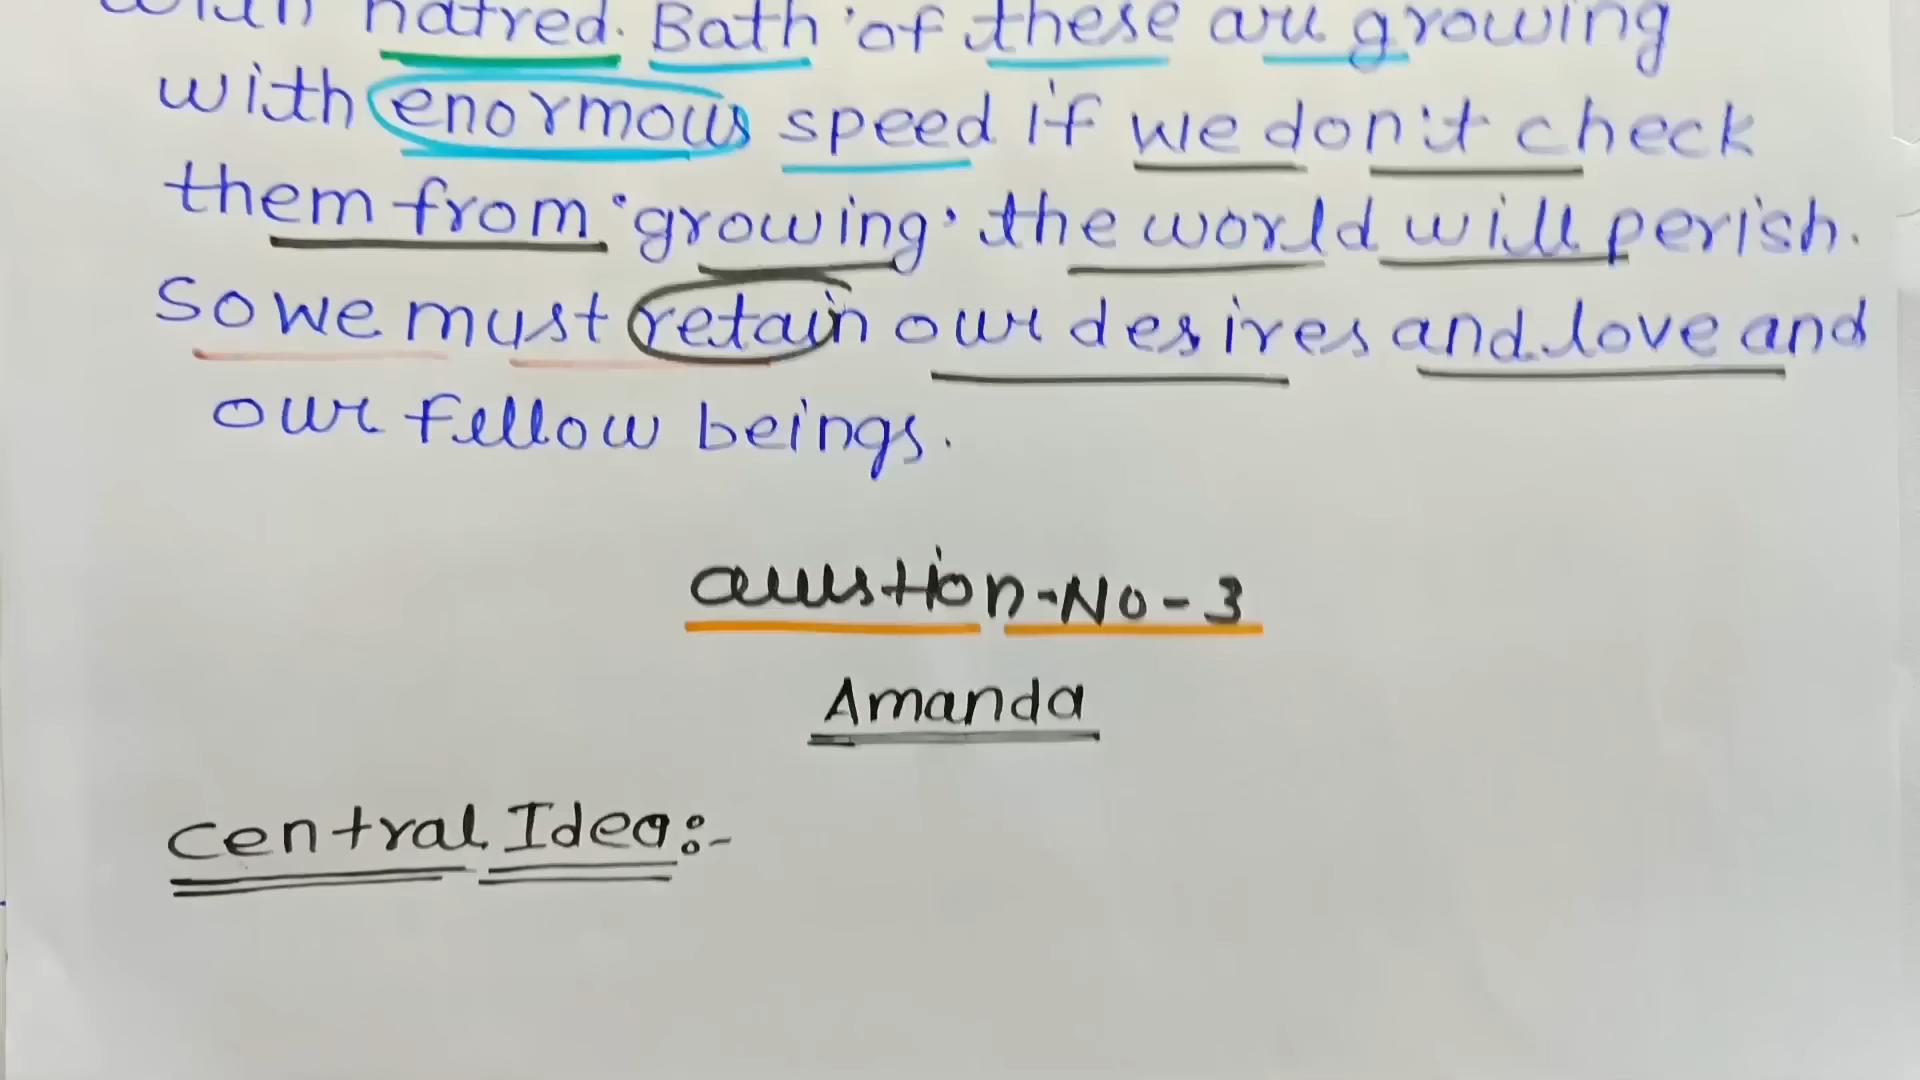 hatred. Bath of these are growing
with enormous speed if we don't check
them from growing. the world will perish.
So we must retain our desires and love and
our fellow beings.
Question-No-3
Amanda
Central Idea:-